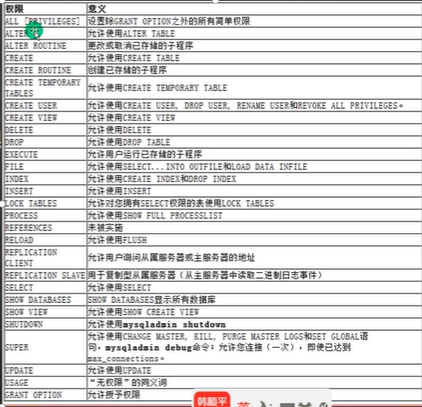 权限 意义
ALL [PRIVILEGES] 设置除GRANT OPTION之外的所有简单权限
ALTER 允许使用ALTER TABLE
ALTER ROUTINE 更改或取消已存储的子程序
CREATE 允许使用CREATE TABLE
CREATE ROUTINE 创建已存储的子程序
CREATE TEMPORARY TABLES 允许使用CREATE TEMPORARY TABLE
CREATE USER 允许使用CREATE USER, DROP USER, RENAME USER和REVOKE ALL PRIVILEGES。
CREATE VIEW 允许使用CREATE VIEW
DELETE 允许使用DELETE
DROP 允许使用DROP TABLE
EXECUTE 允许用户运行已存储的子程序
FILE 允许使用SELECT...INTO OUTFILE和LOAD DATA INFILE
INDEX 允许使用CREATE INDEX和DROP INDEX
INSERT 允许使用INSERT
LOCK TABLES 允许对您拥有SELECT权限的表使用LOCK TABLES
PROCESS 允许使用SHOW FULL PROCESSLIST
REFERENCES 未被实施
RELOAD 允许使用FLUSH
REPLICATION CLIENT 允许用户询问从属服务器或主服务器的地址
REPLICATION SLAVE 用于复制型从属服务器（从主服务器中读取二进制日志事件）
SELECT 允许使用SELECT
SHOW DATABASES SHOW DATABASES显示所有数据库
SHOW VIEW 允许使用SHOW CREATE VIEW
SHUTDOWN 允许使用mysqladmin shutdown
SUPER 允许使用CHANGE MASTER, KILL, PURGE MASTER LOGS和SET GLOBAL语
句，mysqladmin debug命令；允许您连接（一次），即使已达到
max_connections。
UPDATE 允许使用UPDATE
USAGE “无权限”的同义词
GRANT OPTION 允许授予权限
韩顺平 英